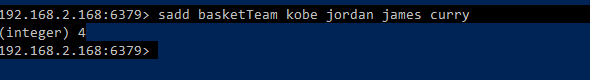 192.168.2.168:6379> sadd basketTeam kobe jordan james curry
(integer) 4
192.168.2.168:6379>